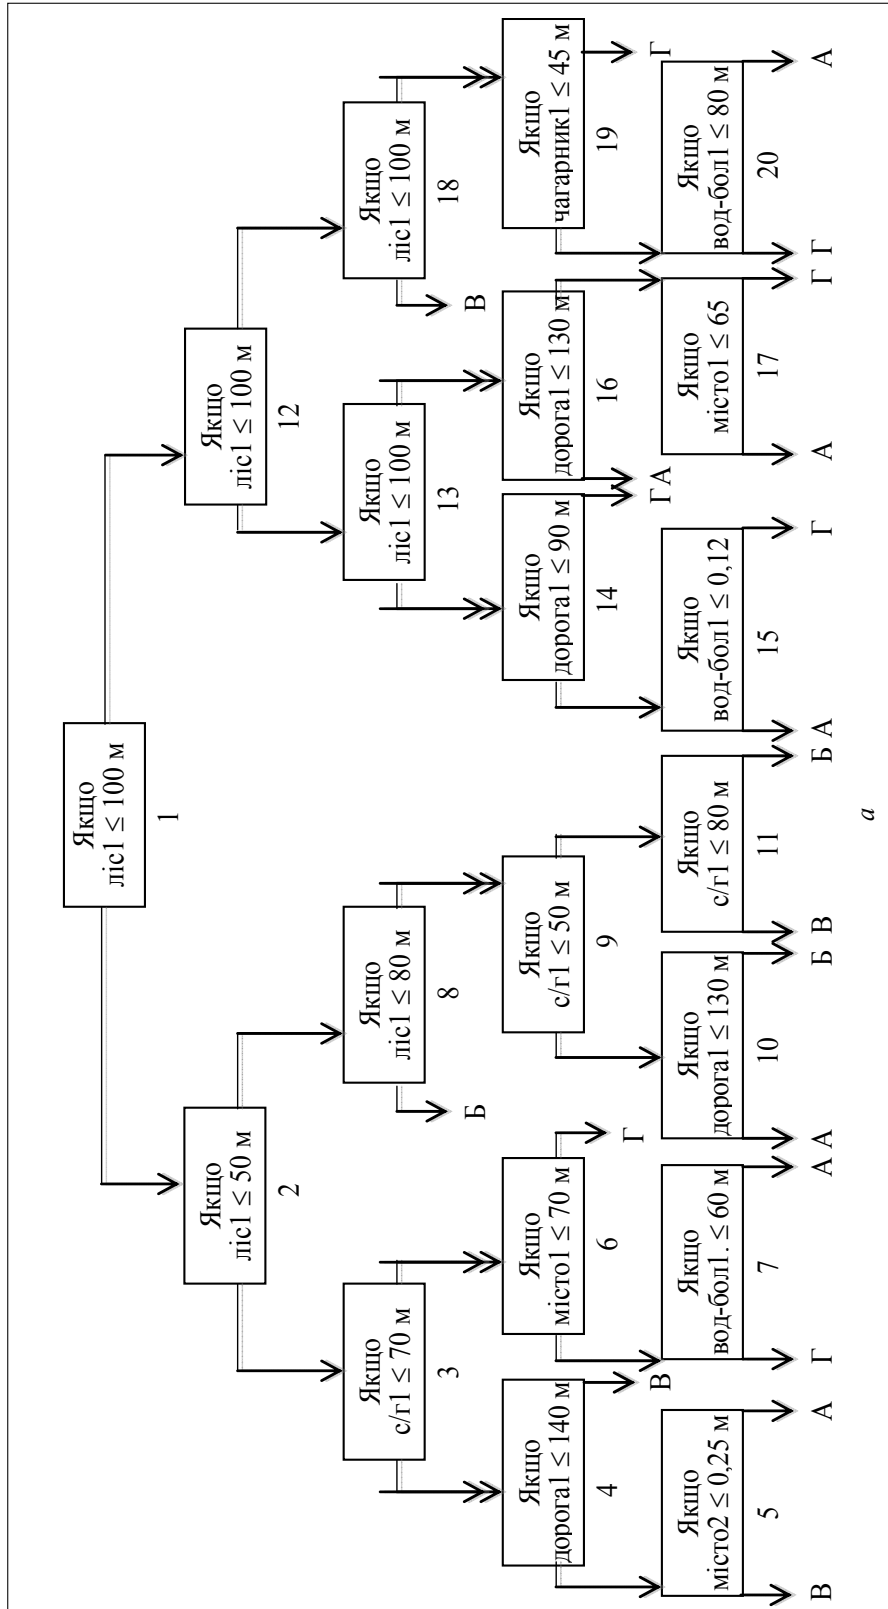 Якщо
ліс1 ≤ 100 м
1
Якщо
ліс1 ≤ 50 м
2
Якщо
ліс1 ≤ 100 м
12
Якщо
с/г1 ≤ 70 м
3
Якщо
ліс1 ≤ 80 м
8
Якщо
ліс1 ≤ 100 м
13
Якщо
ліс1 ≤ 100 м
18
Б
В
Якщо
дорога1 ≤ 140 м
4
Якщо
місто1 ≤ 70 м
6
Якщо
с/г1 ≤ 50 м
9
Якщо
дорога1 ≤ 90 м
14
Якщо
дорога1 ≤ 130 м
16
Якщо
чагарник1 ≤ 45 м
19
В
Г
Г А
Г
Якщо
місто2 ≤ 0,25 м
5
Якщо
вод-бол1. ≤ 60 м
7
Якщо
дорога1 ≤ 130 м
10
Якщо
с/г1 ≤ 80 м
11
Якщо
вод-бол1 ≤ 0,12
15
Якщо
місто1 ≤ 65
17
Якщо
вод-бол1 ≤ 80 м
20
В А Г А А Б В Б А Г А Г Г А
а